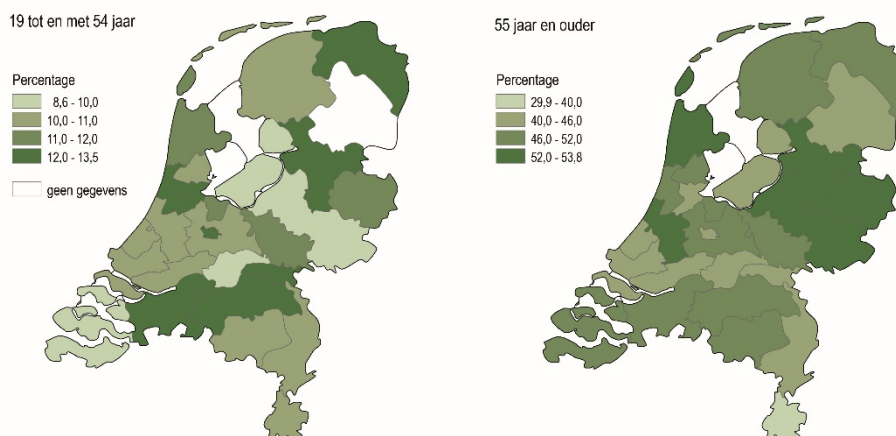 19 tot en met 54 jaar
Percentage
8,6 - 10,0
10,0 - 11,0
11,0 - 12,0
12,0 - 13,5
geen gegevens
55 jaar en ouder
Percentage
29,9 - 40,0
40,0 - 46,0
46,0 - 52,0
52,0 - 53,8